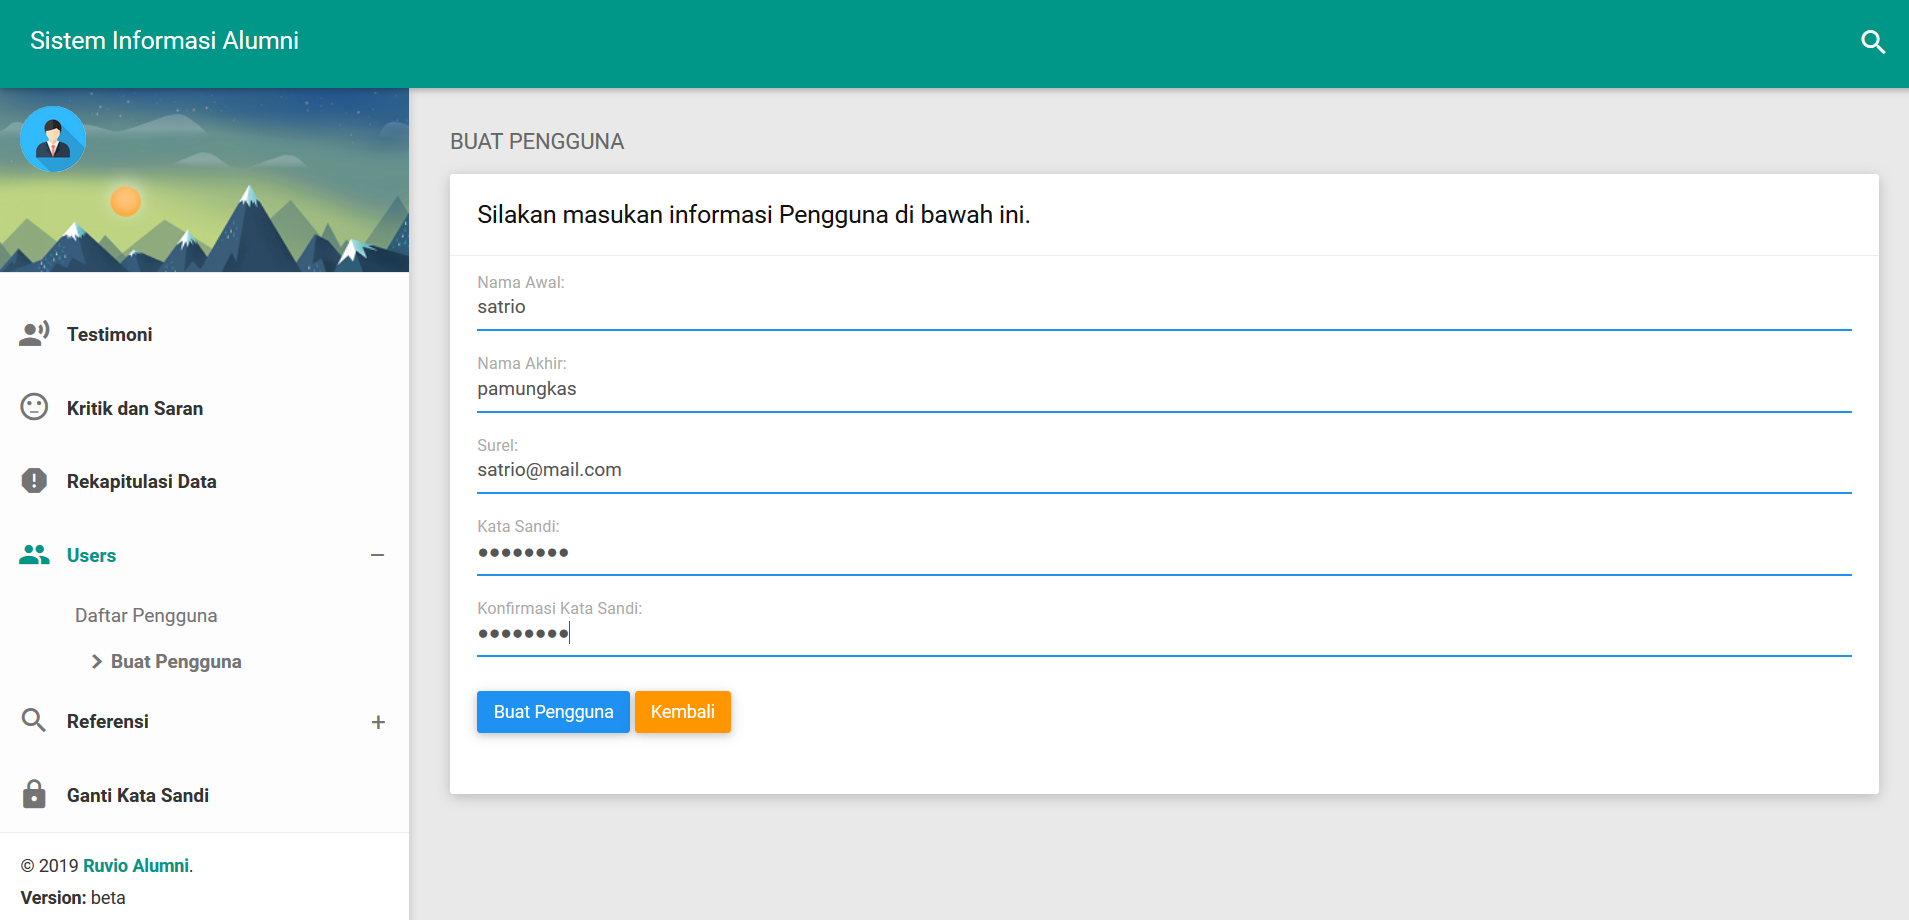 Sistem Informasi Alumni
Testimoni
Kritik dan Saran
Rekapitulasi Data
Users
Daftar Pengguna
Buat Pengguna
Referensi
Ganti Kata Sandi
© 2019 Ruvio Alumni.
Version: beta
BUAT PENGGUNA
Silakan masukan informasi Pengguna di bawah ini.
Nama Awal:
satrio
Nama Akhir:
pamungkas
Surel:
satrio@mail.com
Kata Sandi:
••••••••
Konfirmasi Kata Sandi:
••••••••
Buat Pengguna Kembali